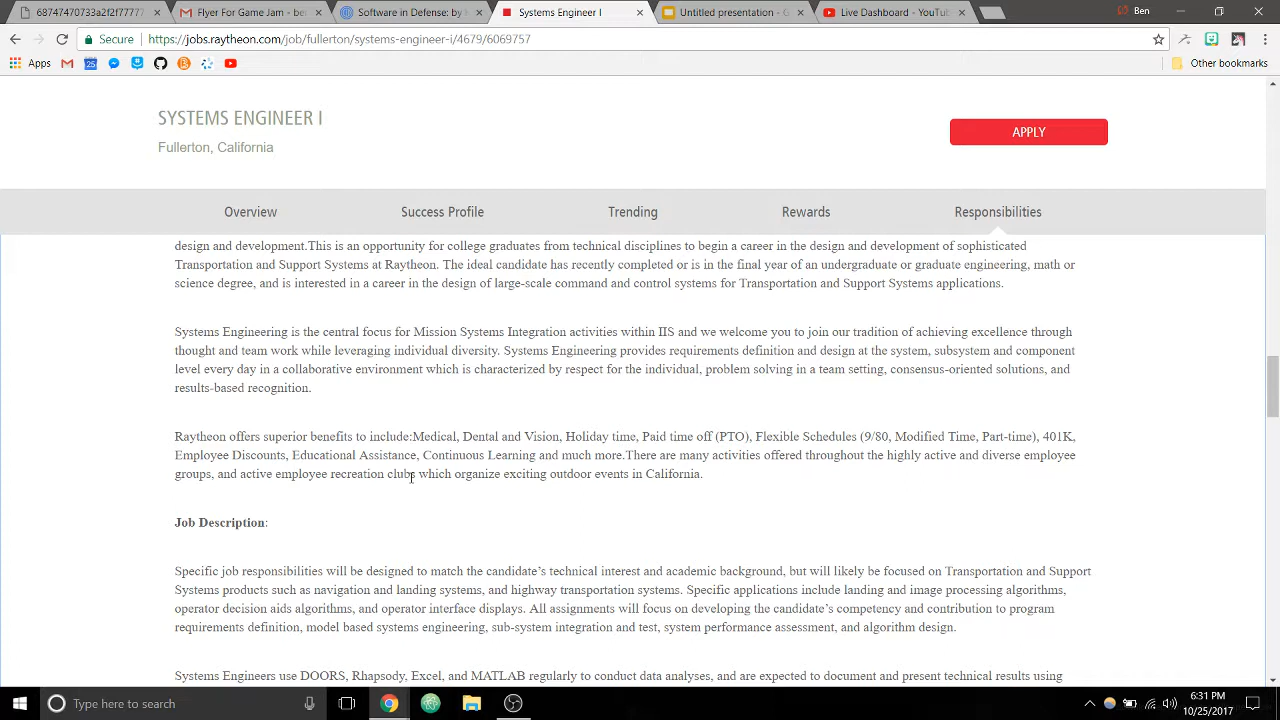 68747470733a2f2f7777
Flyer For Game Jam - be
Software in Defense: by
Systems Engineer I
Untitled presentation - G
Live Dashboard - YouTu
Ben
Secure
https://jobs.raytheon.com/job/fullerton/systems-engineer-i/4679/6069757
Apps
25
Other bookmarks
SYSTEMS ENGINEER I
Fullerton, California
APPLY
Overview
Success Profile
Trending
Rewards
Responsibilities
design and development.This is an opportunity for college graduates from technical disciplines to begin a career in the design and development of sophisticated
Transportation and Support Systems at Raytheon. The ideal candidate has recently completed or is in the final year of an undergraduate or graduate engineering, math or
science degree, and is interested in a career in the design of large-scale command and control systems for Transportation and Support Systems applications.
Systems Engineering is the central focus for Mission Systems Integration activities within IIS and we welcome you to join our tradition of achieving excellence through
thought and team work while leveraging individual diversity. Systems Engineering provides requirements definition and design at the system, subsystem and component
level every day in a collaborative environment which is characterized by respect for the individual, problem solving in a team setting, consensus-oriented solutions, and
results-based recognition.
Raytheon offers superior benefits to include:Medical, Dental and Vision, Holiday time, Paid time off (PTO), Flexible Schedules (9/80, Modified Time, Part-time), 401K,
Employee Discounts, Educational Assistance, Continuous Learning and much more.There are many activities offered throughout the highly active and diverse employee
groups, and active employee recreation clubs which organize exciting outdoor events in California.
Job Description:
Specific job responsibilities will be designed to match the candidate's technical interest and academic background, but will likely be focused on Transportation and Support
Systems products such as navigation and landing systems, and highway transportation systems. Specific applications include landing and image processing algorithms,
operator decision aids algorithms, and operator interface displays. All assignments will focus on developing the candidate's competency and contribution to program
requirements definition, model based systems engineering, sub-system integration and test, system performance assessment, and algorithm design.
Systems Engineers use DOORS, Rhapsody, Excel, and MATLAB regularly to conduct data analyses, and are expected to document and present technical results using
Type here to search
6:31 PM
10/25/2017